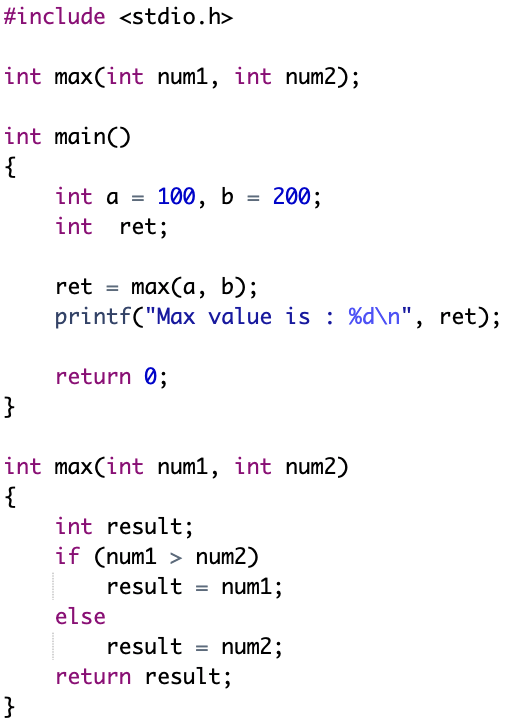 #include <stdio.h>

int max(int num1, int num2);

int main()
{
    int a = 100, b = 200;
    int  ret;

    ret = max(a, b);
    printf("Max value is : %d\n", ret);

    return 0;
}

int max(int num1, int num2)
{
    int result;
    if (num1 > num2)
        result = num1;
    else
        result = num2;
    return result;
}